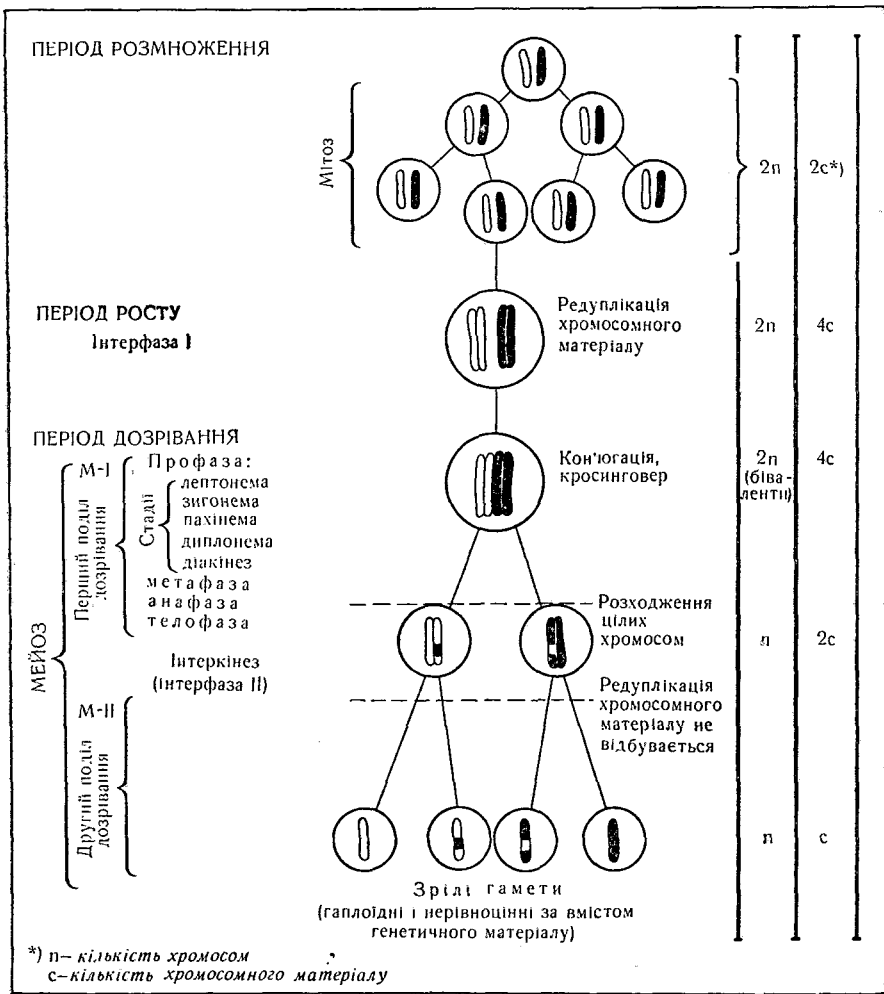 ПЕРІОД РОЗМНОЖЕННЯ
Мітоз
2n
2c*)
ПЕРІОД РОСТУ
Інтерфаза I
Редуплікація
хромосомного
матеріалу
2n
4c
ПЕРІОД ДОЗРІВАННЯ
МЕЙОЗ
М-I
Перший поділ
дозрівання
Профаза:
Стадії
лептонема
зигонема
пахінема
диплонема
діакінез
метафаза
анафаза
телофаза
Кон'югація,
кросинговер
2n
(біва-
ленти)
4c
Розходження
цілих
хромосом
n
2c
Інтеркінез
(інтерфаза II)
Редуплікація
хромосомного
матеріалу не
відбувається
М-II
Другий поділ
дозрівання
n
c
Зрілі гамети
(гаплоїдні і нерівноцінні за вмістом
генетичного матеріалу)
*) n– кількість хромосом
c–кількість хромосомного матеріалу